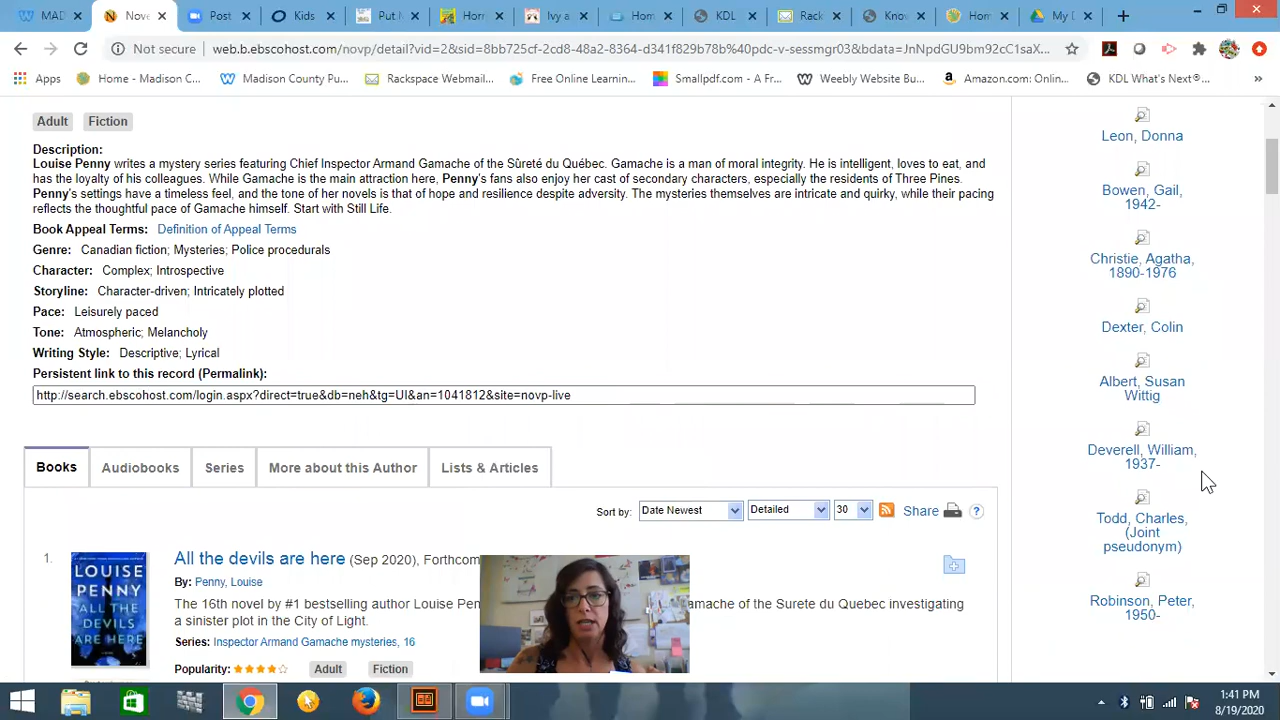 MAD
Nove
Post
Kids
Put M
Horr
Ivy a
Hom
KDL
Rack
Know
Hom
My D
Not secure
web.b.ebscohost.com/novp/detail?vid=2&sid=8bb725cf-2cd8-48a2-8364-d341f829b78b%40pdc-v-sessmgr03&bdata=JnNpdGU9bm92cC1saX...
Apps
Home - Madison C...
Madison County Pu...
Rackspace Webmail...
Free Online Learnin...
Smallpdf.com - A Fr...
Weekly Website Bu...
Amazon.com: Onlin...
KDL What's Next®...
»
Adult
Fiction
Description:
Louise Penny writes a mystery series featuring Chief Inspector Armand Gamache of the Sûreté du Québec. Gamache is a man of moral integrity. He is intelligent, loves to eat, and
has the loyalty of his colleagues. While Gamache is the main attraction here, Penny's fans also enjoy her cast of secondary characters, especially the residents of Three Pines.
Penny's settings have a timeless feel, and the tone of her novels is that of hope and resilience despite adversity. The mysteries themselves are intricate and quirky, while their pacing
reflects the thoughtful pace of Gamache himself. Start with Still Life.
Book Appeal Terms: Definition of Appeal Terms
Genre: Canadian fiction; Mysteries; Police procedurals
Character: Complex; Introspective
Storyline: Character-driven; Intricately plotted
Pace: Leisurely paced
Tone: Atmospheric; Melancholy
Writing Style: Descriptive; Lyrical
Persistent link to this record (Permalink):
http://search.ebscohost.com/login.aspx?direct=true&db=neh&tg=UI&an=1041812&site=novp-live
Books
Audiobooks
Series
More about this Author
Lists & Articles
Sort by: Date Newest
Detailed
30
Share
?
1.
LOUISE
PENNY
ALL THE
DEVILS
ARE HERE
All the devils are here (Sep 2020), Forthcom
By: Penny, Louise
The 16th novel by #1 bestselling author Louise Pen
amache of the Surete du Quebec investigating
a sinister plot in the City of Light.
Series: Inspector Armand Gamache mysteries, 16
Popularity:
Adult
Fiction
Leon, Donna
Bowen, Gail,
1942-
Christie, Agatha,
1890-1976
Dexter, Colin
Albert, Susan
Wittig
Deverell, William,
1937-
Todd, Charles,
(Joint
pseudonym)
Robinson, Peter,
1950-
1:41 PM
8/19/2020